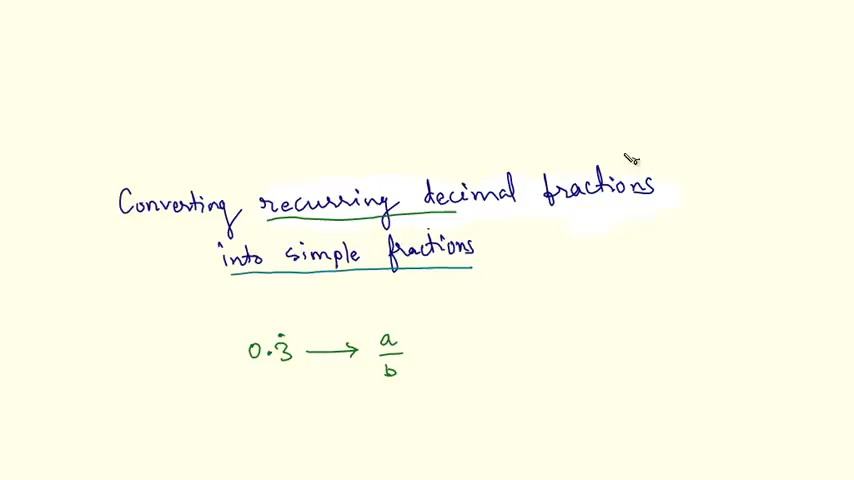 Converting recurring decimal fractions
into simple fractions
0.3̇ → a/b